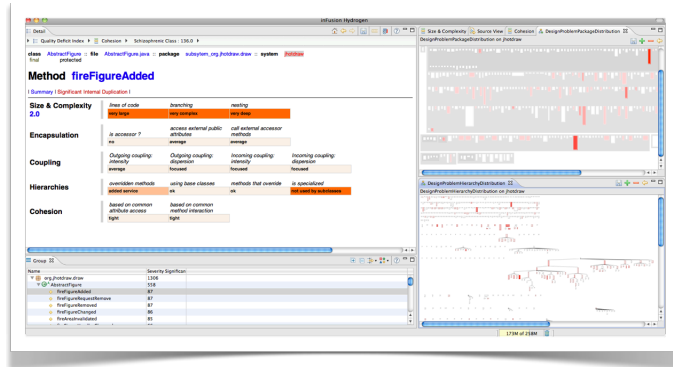 inFusion Hydrogen
Detail
Quality Deficit Index Cohesion Schizophrenic Class : 136.0
class AbstractFigure :: file AbstractFigure.java :: package subsytem_org.jhotdraw.draw :: system jhotdraw
final protected
Method fireFigureAdded
| Summary | Significant Internal Duplication |
Size & Complexity
2.0
lines of code branching nesting
very large very complex very deep
Encapsulation
is accessor ? access external public attributes call external accessor methods
no average average
Coupling
Outgoing coupling: intensity Outgoing coupling: dispersion Incoming coupling: intensity Incoming coupling: dispersion
average focused average focused
Hierarchies
overridden methods using base classes methods that override is specialized
added service ok ok not used by subclasses
Cohesion
based on common attribute access based on common method interaction
tight tight
Group
Name Severity Significan
org.jhotdraw.draw 1306
AbstractFigure 558
fireFigureAdded 87
fireFigureRequestRemove 87
fireFigureRemoved 87
fireFigureChanged 86
fireAreaInvalidated 85
Size & Complexity Source View Cohesion DesignProblemPackageDistribution
DesignProblemPackageDistribution on jhotdraw
DesignProblemHierarchyDistribution
DesignProblemHierarchyDistribution on jhotdraw
173M of 258M